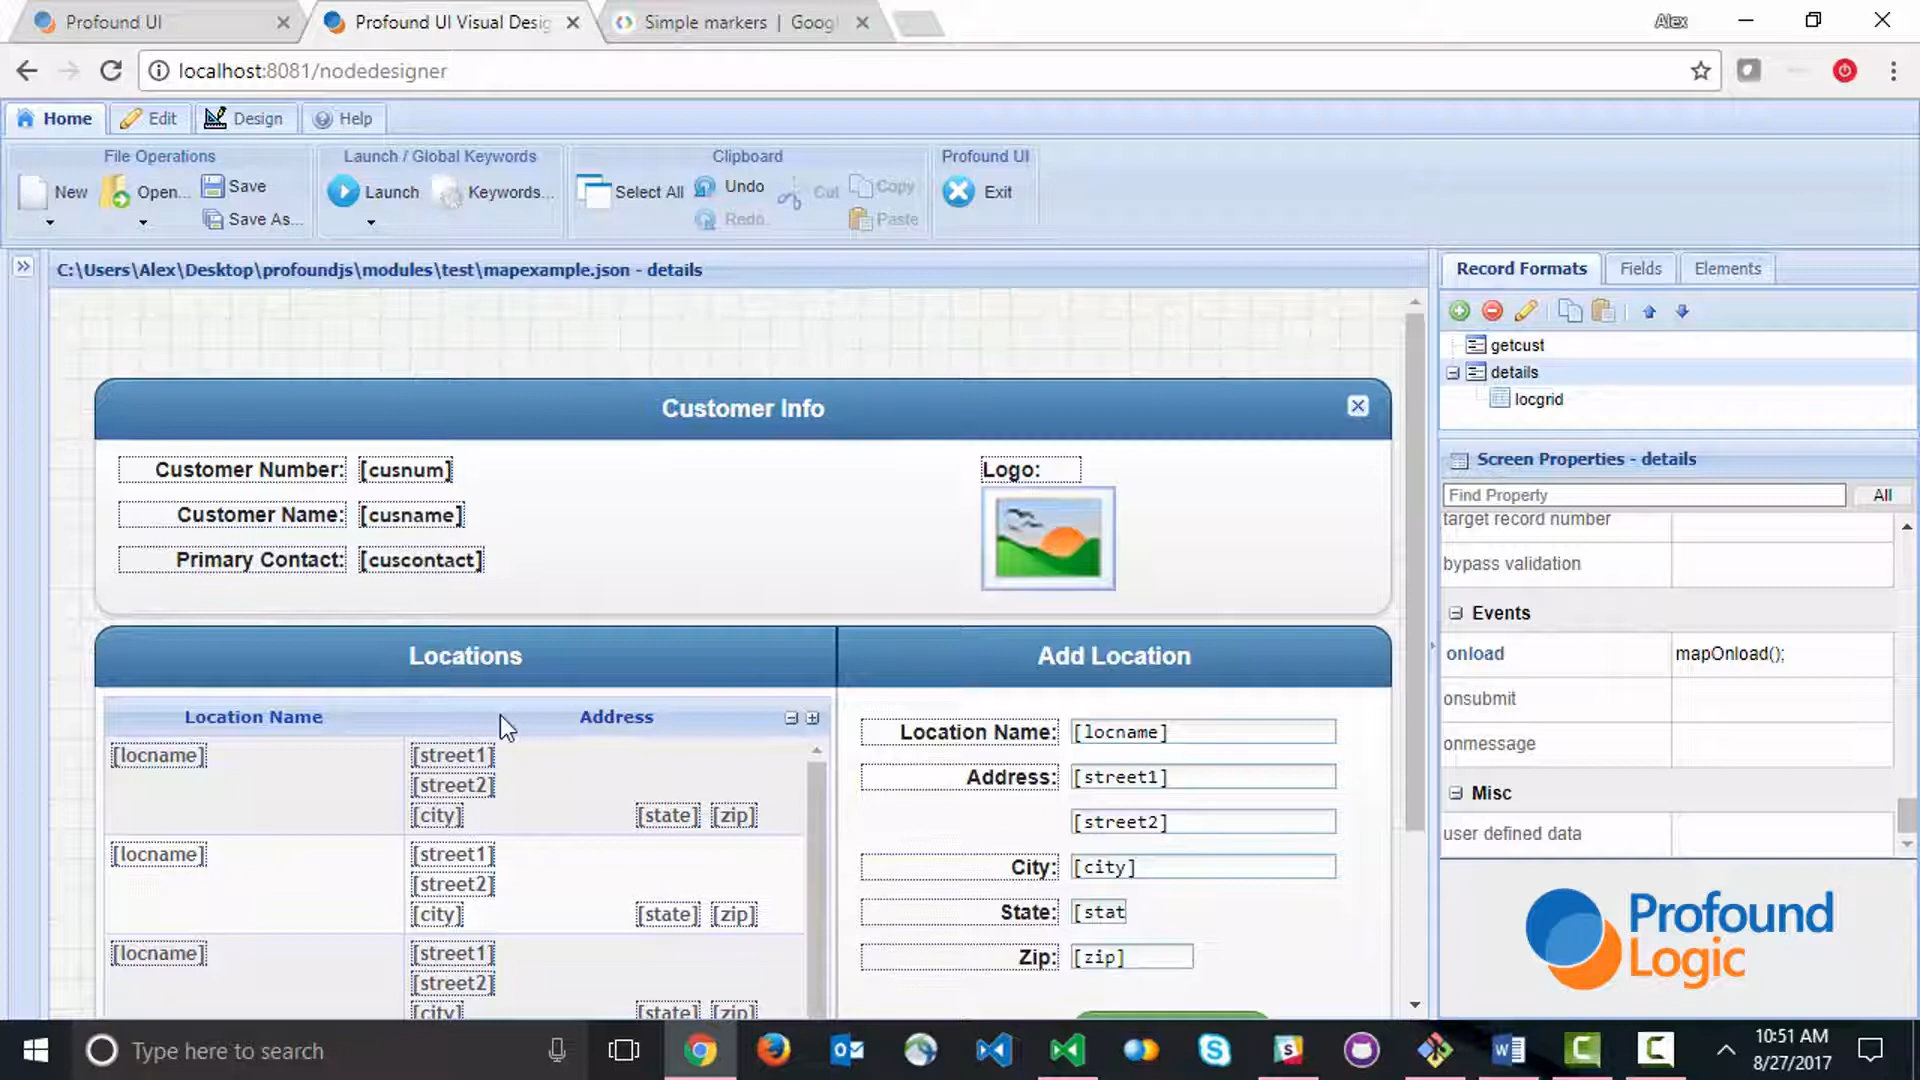 Profound UI
Profound UI Visual Desig
Simple markers | Goog
Alex
localhost:8081/nodedesigner
Home
Edit
Design
Help
File Operations
Launch / Global Keywords
Clipboard
Profound UI
New
Open...
Save
Save As...
Launch
Keywords...
Select All
Undo
Redo
Cut
Copy
Paste
Exit
C:\Users\Alex\Desktop\profoundjs\modules\test\mapexample.json - details
Customer Info
Customer Number: [cusnum]
Logo:
Customer Name: [cusname]
Primary Contact: [cuscontact]
Locations
Location Name
Address
[locname]
[street1]
[street2]
[city] [state] [zip]
[locname]
[street1]
[street2]
[city] [state] [zip]
[locname]
[street1]
[street2]
[city] [state] [zip]
Add Location
Location Name: [locname]
Address: [street1]
[street2]
City: [city]
State: [stat
Zip: [zip]
Record Formats
Fields
Elements
getcust
details
locgrid
Screen Properties - details
Find Property
All
target record number
bypass validation
Events
onload mapOnload();
onsubmit
onmessage
Misc
user defined data
Profound
Logic
Type here to search
10:51 AM
8/27/2017